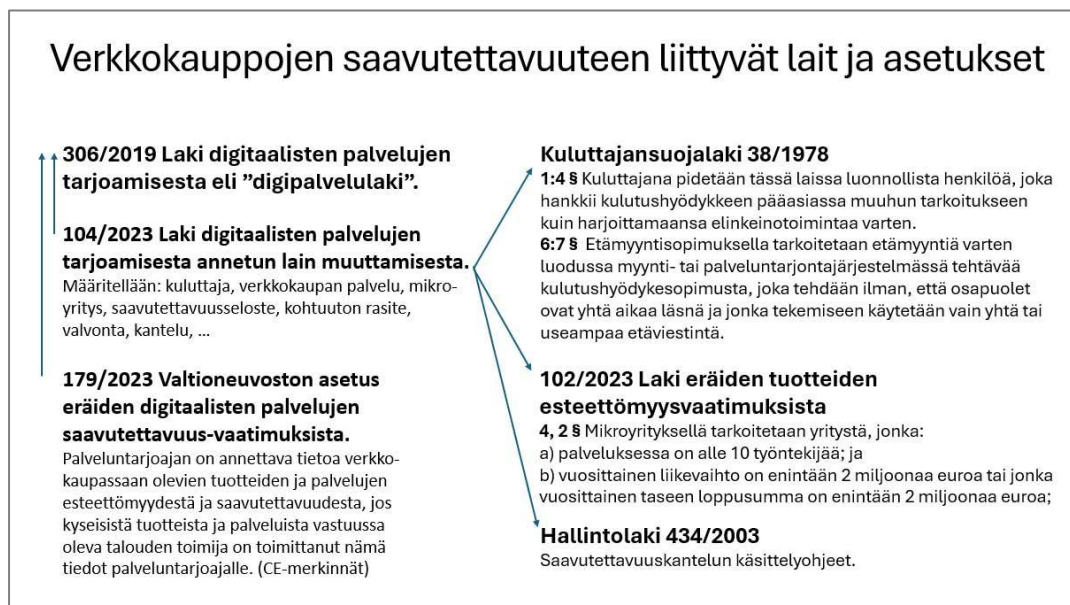 Verkkokauppojen saavutettavuuteen liittyvät lait ja asetukset
306/2019 Laki digitaalisten palvelujen
tarjoamisesta eli ”digipalvelulaki”.
104/2023 Laki digitaalisten palvelujen
tarjoamisesta annetun lain muuttamisesta.
Määritellään: kuluttaja, verkkokaupan palvelu, mikro-
yritys, saavutettavuusseloste, kohtuuton rasite,
valvonta, kantelu, ...
179/2023 Valtioneuvoston asetus
eräiden digitaalisten palvelujen
saavutettavuus-vaatimuksista.
Palveluntarjoajan on annettava tietoa verkko-
kaupassaan olevien tuotteiden ja palvelujen
esteettömyydestä ja saavutettavuudesta, jos
kyseisistä tuotteista ja palveluista vastuussa
oleva talouden toimija on toimittanut nämä
tiedot palveluntarjoajalle. (CE-merkinnät)
Kuluttajansuojalaki 38/1978
1:4 § Kuluttajana pidetään tässä laissa luonnollista henkilöä, joka
hankkii kulutushyödykkeen pääasiassa muuhun tarkoitukseen
kuin harjoittamaansa elinkeinotoimintaa varten.
6:7 § Etämyyntisopimuksella tarkoitetaan etämyyntiä varten
luodussa myynti- tai palveluntarjontajärjestelmässä tehtävää
kulutushyödykesopimusta, joka tehdään ilman, että osapuolet
ovat yhtä aikaa läsnä ja jonka tekemiseen käytetään vain yhtä tai
useampaa etäviestintä.
102/2023 Laki eräiden tuotteiden
esteettömyysvaatimuksista
4, 2 § Mikroyrityksellä tarkoitetaan yritystä, jonka:
a) palveluksessa on alle 10 työntekijää; ja
b) vuosittainen liikevaihto on enintään 2 miljoonaa euroa tai jonka
vuosittainen taseen loppusumma on enintään 2 miljoonaa euroa;
Hallintolaki 434/2003
Saavutettavuuskantelun käsittelyohjeet.